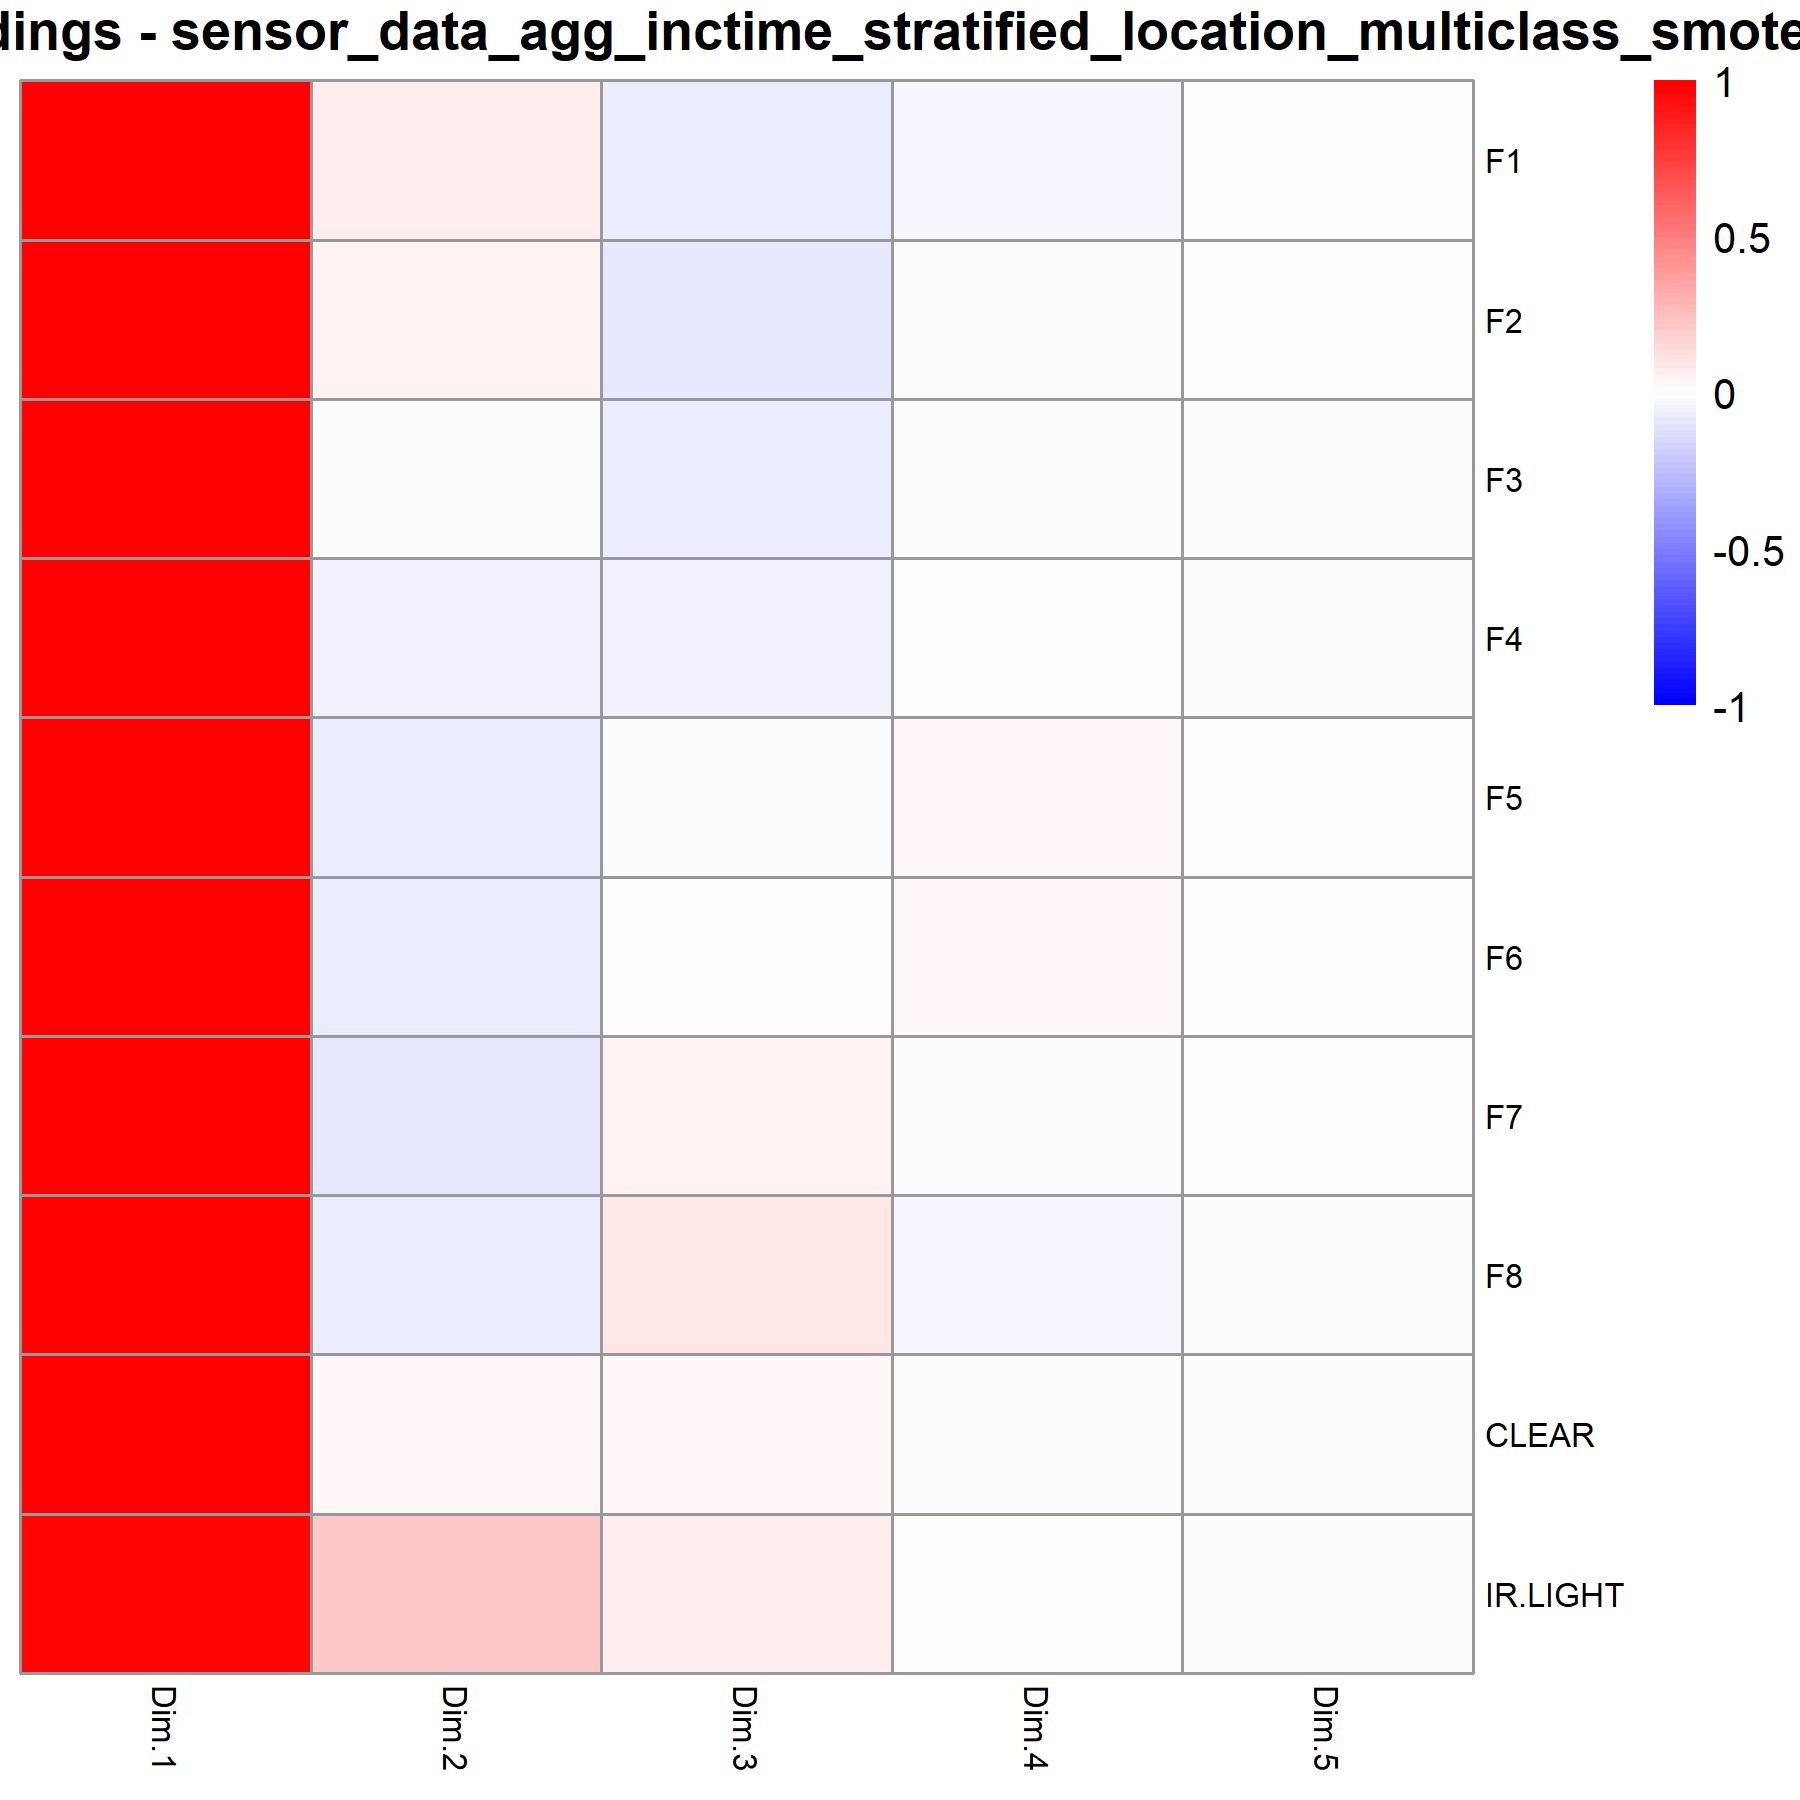 dings - sensor_data_agg_inctime_stratified_location_multiclass_smote
1
0.5
0
-0.5
-1
F1
F2
F3
F4
F5
F6
F7
F8
CLEAR
IR.LIGHT
Dim.1
Dim.2
Dim.3
Dim.4
Dim.5